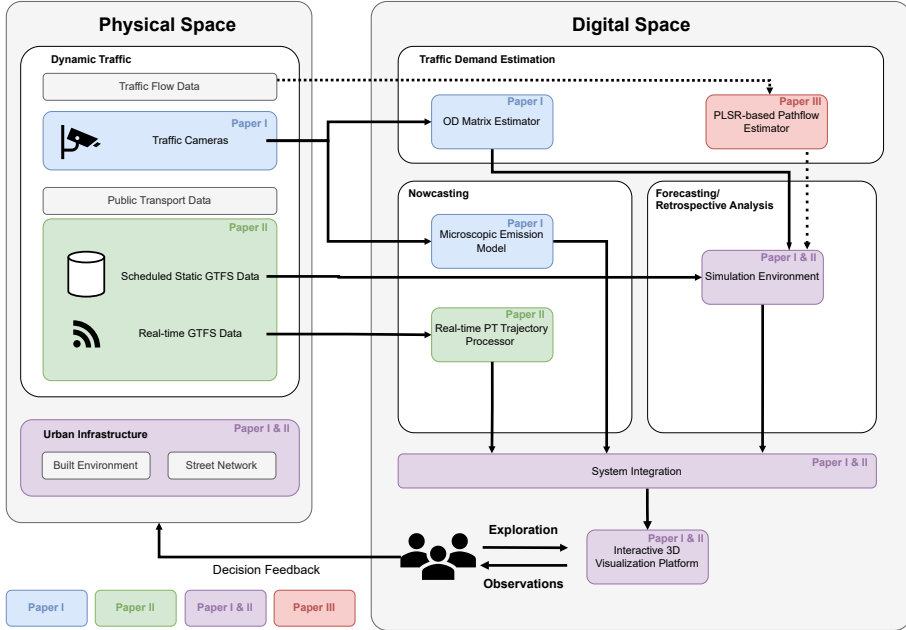 Physical Space
Dynamic Traffic
Traffic Flow Data
Paper I
Traffic Cameras
Public Transport Data
Paper II
Scheduled Static GTFS Data
Real-time GTFS Data
Paper I & II
Urban Infrastructure
Built Environment
Street Network
Digital Space
Traffic Demand Estimation
Paper I
OD Matrix Estimator
Paper III
PLSR-based Pathflow
Estimator
Nowcasting
Paper I
Microscopic Emission
Model
Paper II
Real-time PT Trajectory
Processor
Forecasting/
Retrospective Analysis
Paper I & II
Simulation Environment
Paper I & II
System Integration
Paper I & II
Interactive 3D
Visualization Platform
Exploration
Observations
Decision Feedback
Paper I
Paper II
Paper I & II
Paper III